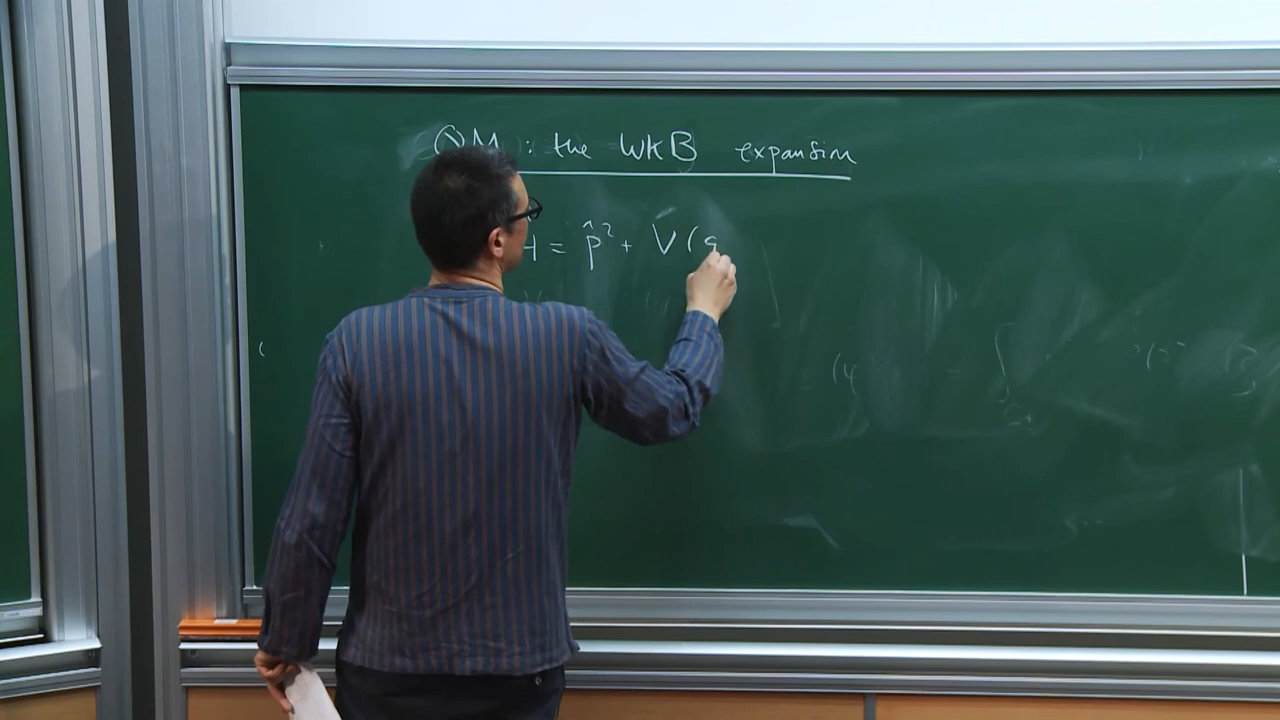 QM : the WKB expansion
H = p̂² + V(q